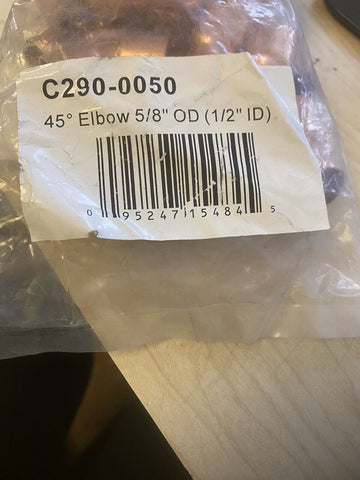 C290-0050
45° Elbow 5/8" OD (1/2" ID)
0 95247 15484 5